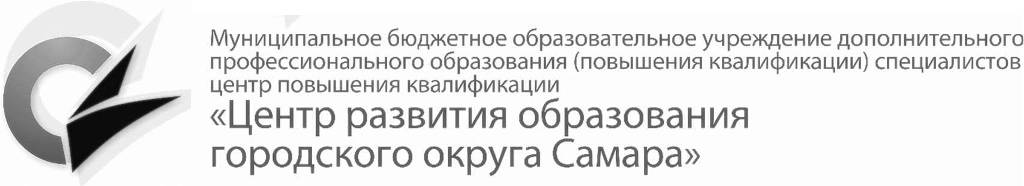 Муниципальное бюджетное образовательное учреждение дополнительного
профессионального образования (повышения квалификации) специалистов
центр повышения квалификации
«Центр развития образования
городского округа Самара»